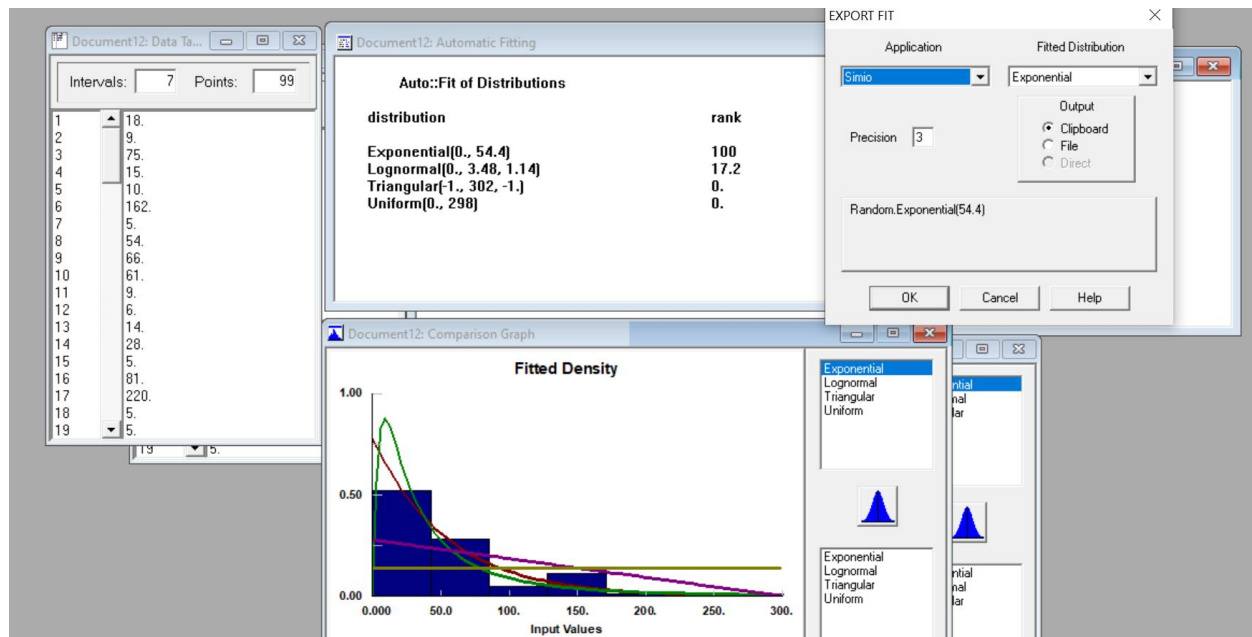 Document12: Data Ta...
Intervals: 7 Points: 99
1 18.
2 9.
3 75.
4 15.
5 10.
6 162.
7 5.
8 54.
9 66.
10 61.
11 9.
12 6.
13 14.
14 28.
15 5.
16 81.
17 220.
18 5.
19 5.
19 5.
Document12: Automatic Fitting
Auto::Fit of Distributions
distribution rank
Exponential(0., 54.4) 100
Lognormal(0., 3.48, 1.14) 17.2
Triangular(-1., 302, -1.) 0.
Uniform(0., 298) 0.
EXPORT FIT
Application Fitted Distribution
Simio Exponential
Output
Precision 3
Clipboard
File
Direct
Random.Exponential(54.4)
OK Cancel Help
Document12: Comparison Graph
Fitted Density
1.00
0.50
0.00
0.000 50.0 100. 150. 200. 250. 300.
Input Values
Exponential
Lognormal
Triangular
Uniform
Exponential
Lognormal
Triangular
Uniform
ntial
nal
lar
ntial
nal
lar